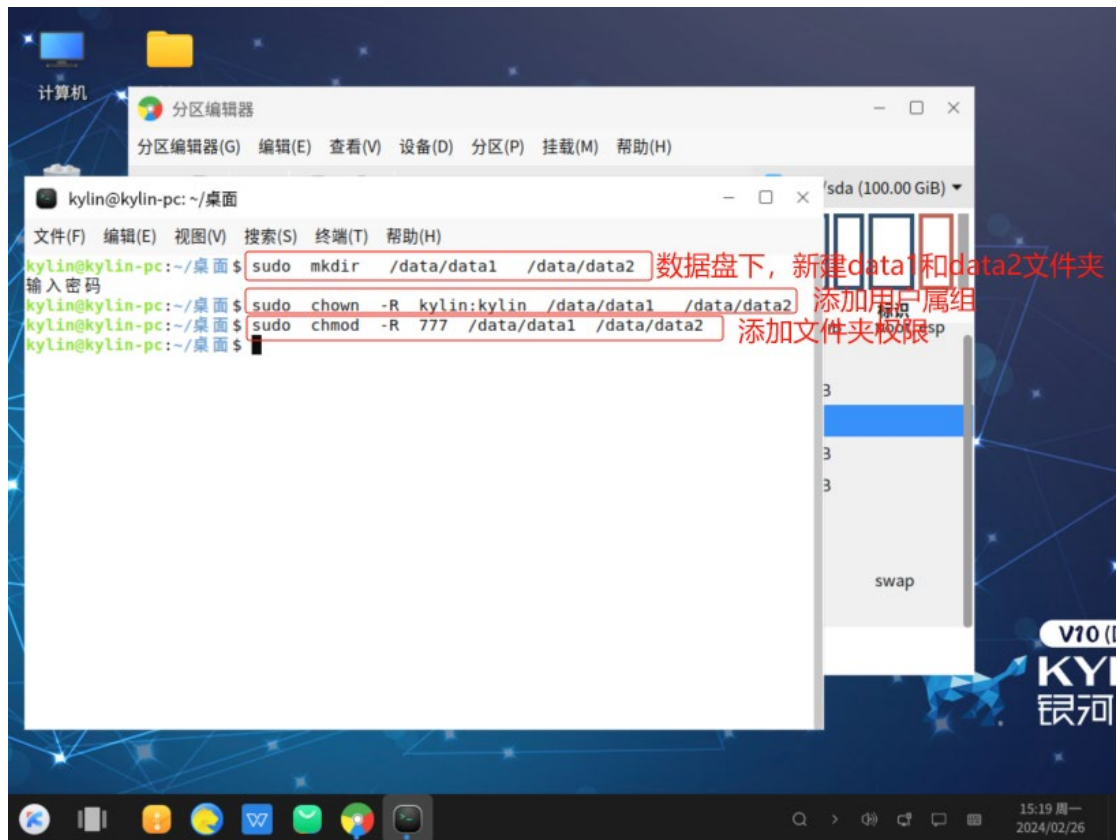 计算机
分区编辑器
分区编辑器(G) 编辑(E) 查看(V) 设备(D) 分区(P) 挂载(M) 帮助(H)
sda (100.00 GiB)
kylin@kylin-pc: ~/桌面
文件(F) 编辑(E) 视图(V) 搜索(S) 终端(T) 帮助(H)
kylin@kylin-pc:~/桌面$ sudo mkdir /data/data1 /data/data2
数据盘下，新建data1和data2文件夹
输入密码
kylin@kylin-pc:~/桌面$ sudo chown -R kylin:kylin /data/data1 /data/data2
添加用户属组
kylin@kylin-pc:~/桌面$ sudo chmod -R 777 /data/data1 /data/data2
添加文件夹权限
kylin@kylin-pc:~/桌面$
标识
esp
B
B
B
swap
V10
KY
银河
15:19 周一
2024/02/26